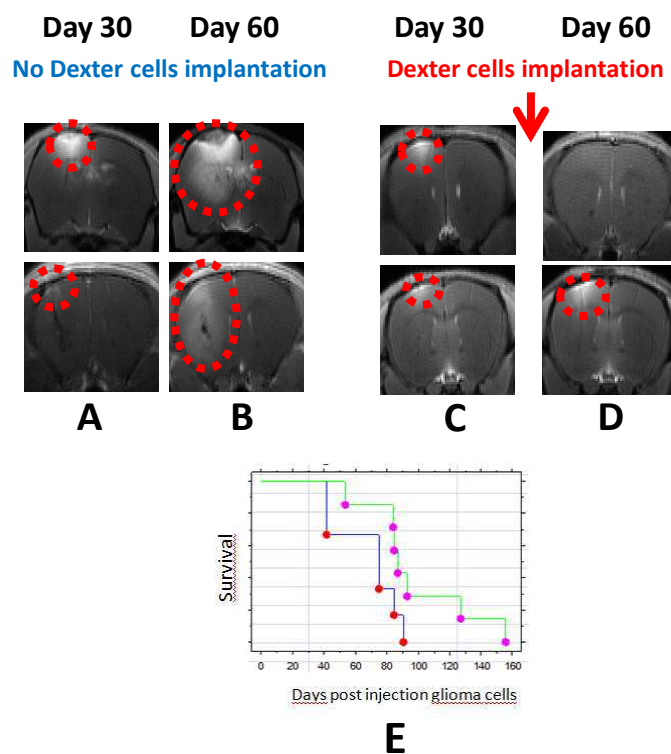 Day 30 Day 60 Day 30 Day 60
No Dexter cells implantation Dexter cells implantation
A B C D
Survival
0 20 40 60 80 100 120 140 160
Days post injection glioma cells
E